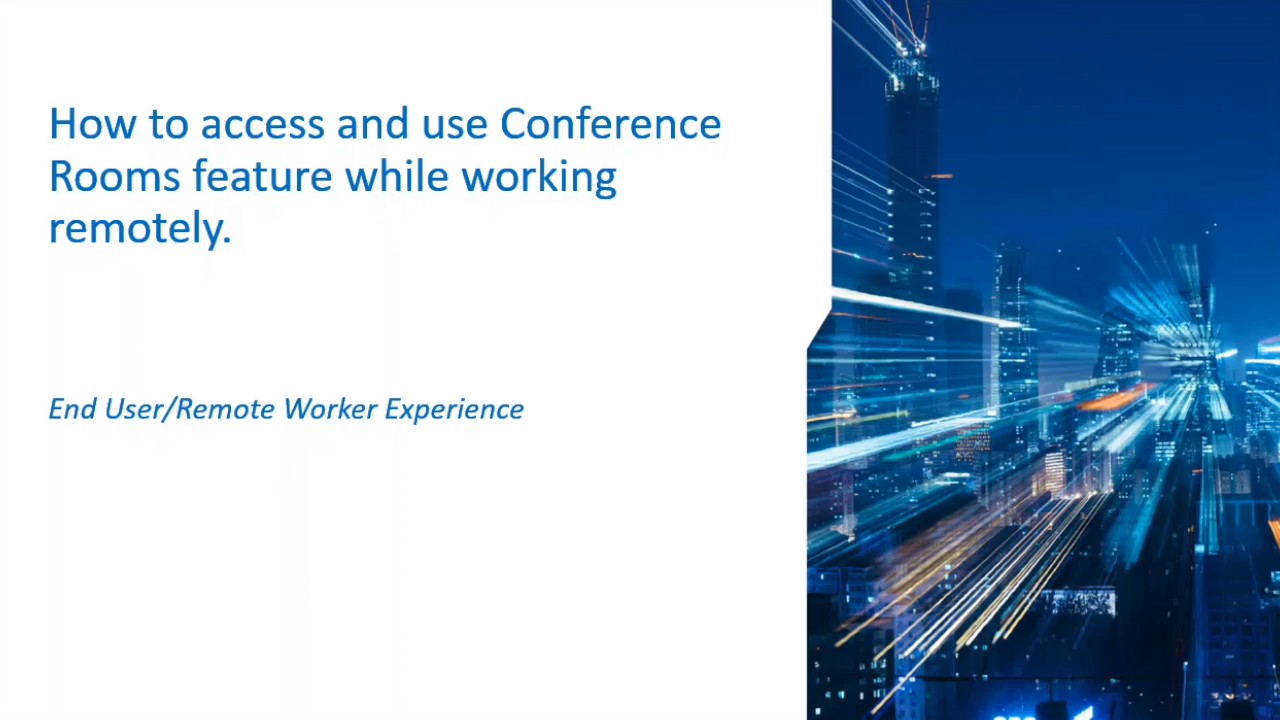 How to access and use Conference
Rooms feature while working
remotely.
End User/Remote Worker Experience